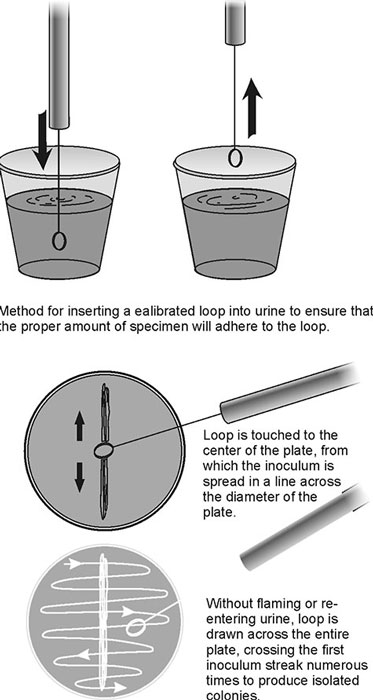 Method for inserting a ealibrated loop into urine to ensure that
the proper amount of specimen will adhere to the loop.
Loop is touched to the
center of the plate, from
which the inoculum is
spread in a line across
the diameter of the
plate.
Without flaming or re-
entering urine, loop is
drawn across the entire
plate, crossing the first
inoculum streak numerous
times to produce isolated
colonies.